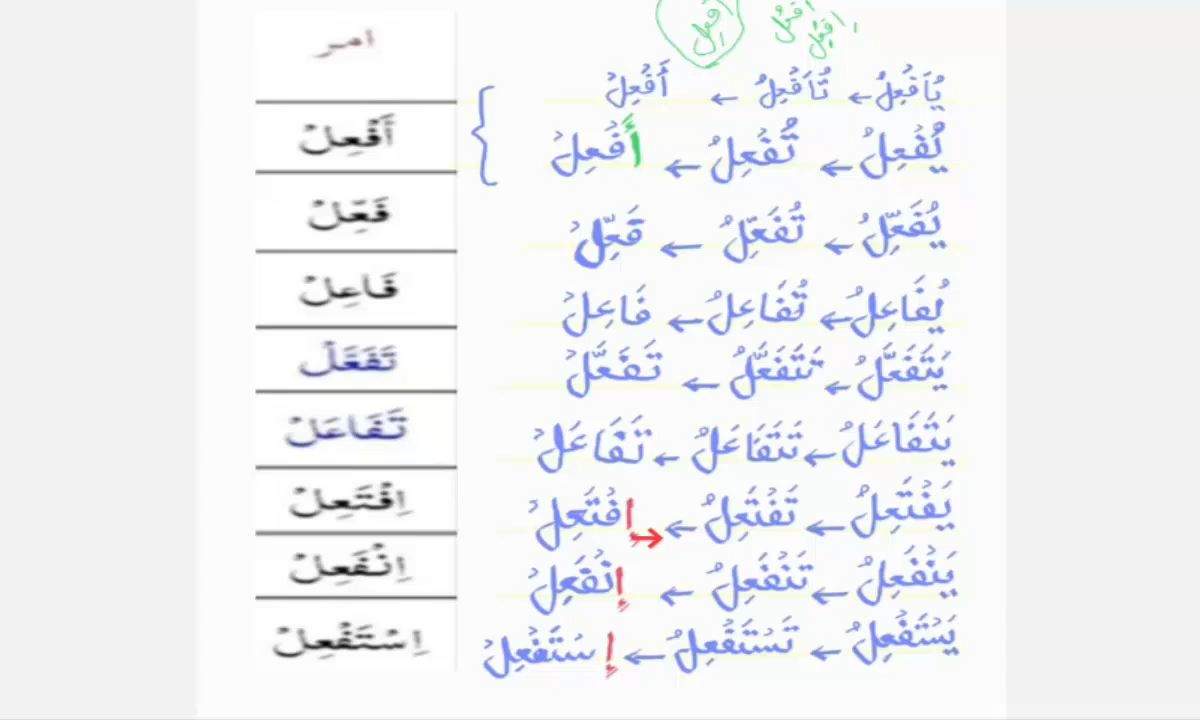 اِفْعِلْ اُفْعُلْ اِفْعَلْ
امر
يُأَفْعِلُ ← تُأَفْعِلُ ← أَفْعِلْ
يُفْعِلُ ← تُفْعِلُ ← أَفْعِلْ
أَفْعِلْ
يُفَعِّلُ ← تُفَعِّلُ ← فَعِّلْ
فَعِّلْ
يُفَاعِلُ ← تُفَاعِلُ ← فَاعِلْ
فَاعِلْ
يَتَفَعَّلُ ← تَتَفَعَّلُ ← تَفَعَّلْ
تَفَعَّلْ
يَتَفَاعَلُ ← تَتَفَاعَلُ ← تَفَاعَلْ
تَفَاعَلْ
يَفْتَعِلُ ← تَفْتَعِلُ ← إِفْتَعِلْ
اِفْتَعِلْ
يَنْفَعِلُ ← تَنْفَعِلُ ← إِنْفَعِلْ
اِنْفَعِلْ
يَسْتَفْعِلُ ← تَسْتَفْعِلُ ← إِسْتَفْعِلْ
اِسْتَفْعِلْ